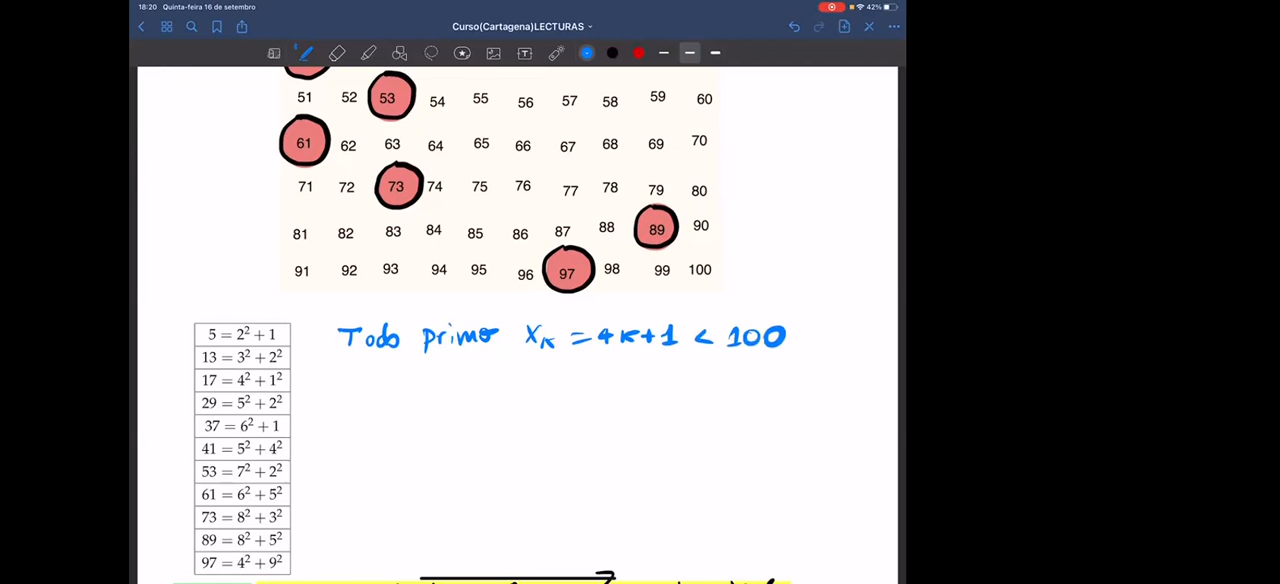 18:20 Quinta-feira 16 de setembro
42%
Curso(Cartagena)LECTURAS
51 52 53 54 55 56 57 58 59 60
61 62 63 64 65 66 67 68 69 70
71 72 73 74 75 76 77 78 79 80
81 82 83 84 85 86 87 88 89 90
91 92 93 94 95 96 97 98 99 100
5 = 2² + 1
Todo primo Xₖ = 4K+1 < 100
13 = 3² + 2²
17 = 4² + 1²
29 = 5² + 2²
37 = 6² + 1
41 = 5² + 4²
53 = 7² + 2²
61 = 6² + 5²
73 = 8² + 3²
89 = 8² + 5²
97 = 4² + 9²